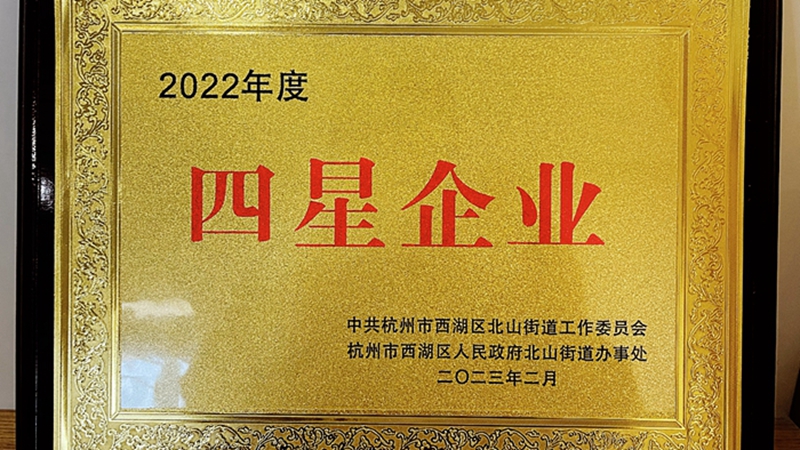 2022年度
四星企业
中共杭州市西湖区北山街道工作委员会
杭州市西湖区人民政府北山街道办事处
二〇二三年二月